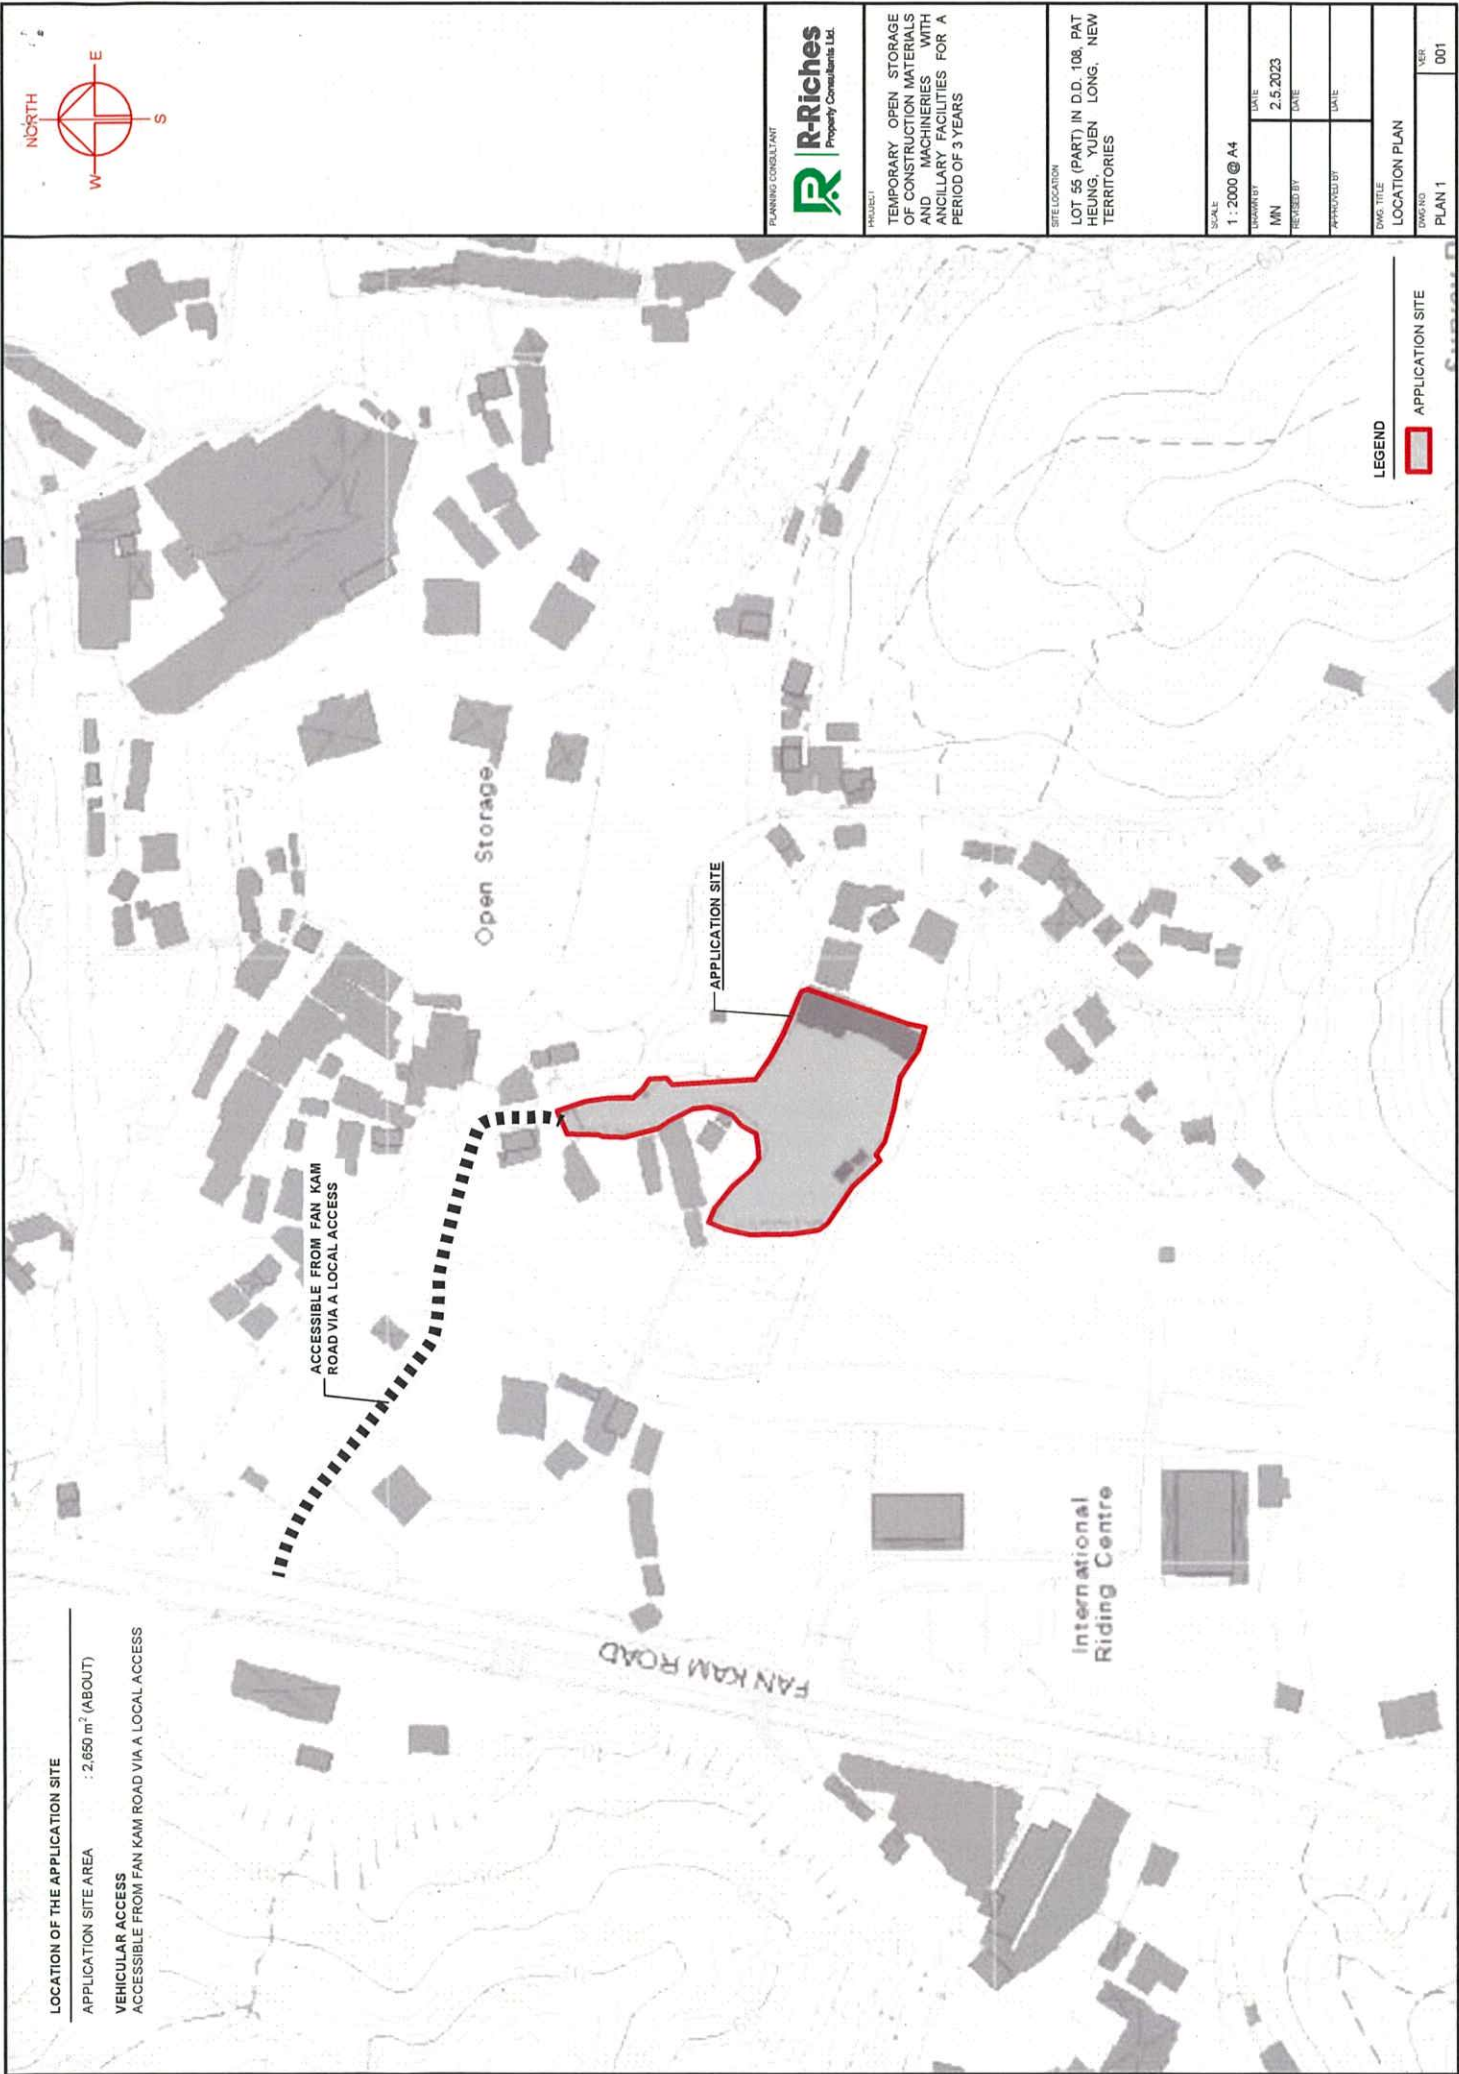 LOCATION OF THE APPLICATION SITE
APPLICATION SITE AREA : 2,650 m² (ABOUT)
VEHICULAR ACCESS
ACCESSIBLE FROM FAN KAM ROAD VIA A LOCAL ACCESS
ACCESSIBLE FROM FAN KAM
ROAD VIA A LOCAL ACCESS
Open Storage
APPLICATION SITE
FAN KAM ROAD
International
Riding Centre
LEGEND
APPLICATION SITE
NORTH
W
E
S
PLANNING CONSULTANT
R-Riches
Property Consultants Ltd.
PROJECT
TEMPORARY OPEN STORAGE
OF CONSTRUCTION MATERIALS
AND MACHINERIES WITH
ANCILLARY FACILITIES FOR A
PERIOD OF 3 YEARS
SITE LOCATION
LOT 55 (PART) IN D.D. 108, PAT
HEUNG, YUEN LONG, NEW
TERRITORIES
SCALE
1 : 2000 @ A4
DRAWN BY
DATE
MN
2.5.2023
REVISED BY
DATE
APPROVED BY
DATE
DWG. TITLE
LOCATION PLAN
DWG NO.
VER.
PLAN 1
001